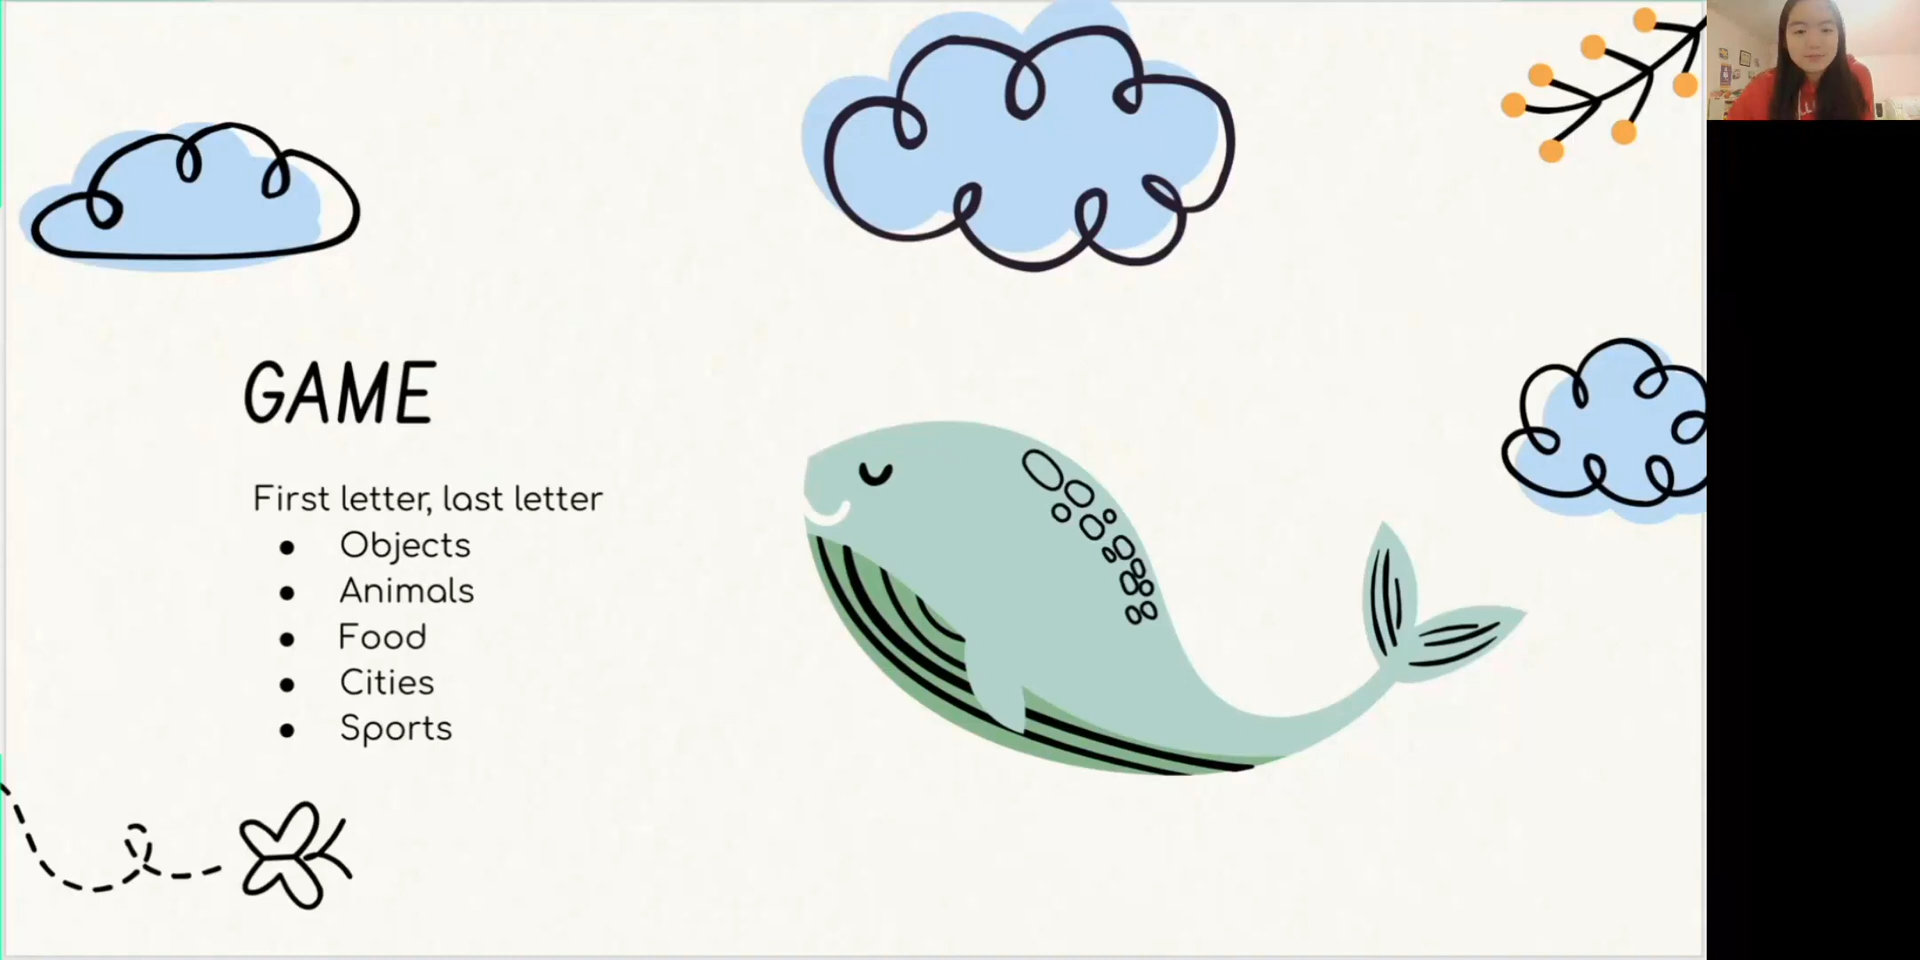 GAME
First letter, last letter
● Objects
● Animals
● Food
● Cities
● Sports